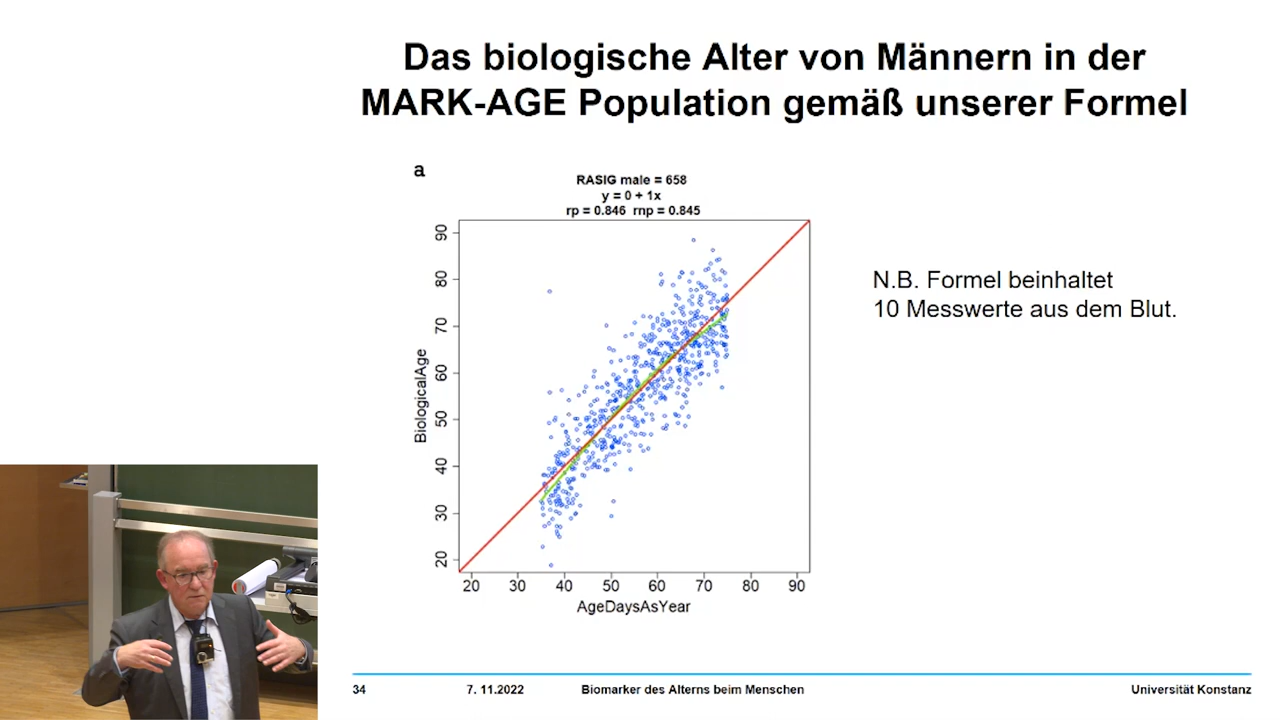 Das biologische Alter von Männern in der
MARK-AGE Population gemäß unserer Formel
a
RASIG male = 658
y = 0 + 1x
rp = 0.846 rnp = 0.845
90
80
70
60
50
40
30
20
BiologicalAge
20 30 40 50 60 70 80 90
AgeDaysAsYear
N.B. Formel beinhaltet
10 Messwerte aus dem Blut.
34 7. 11.2022 Biomarker des Alterns beim Menschen Universität Konstanz